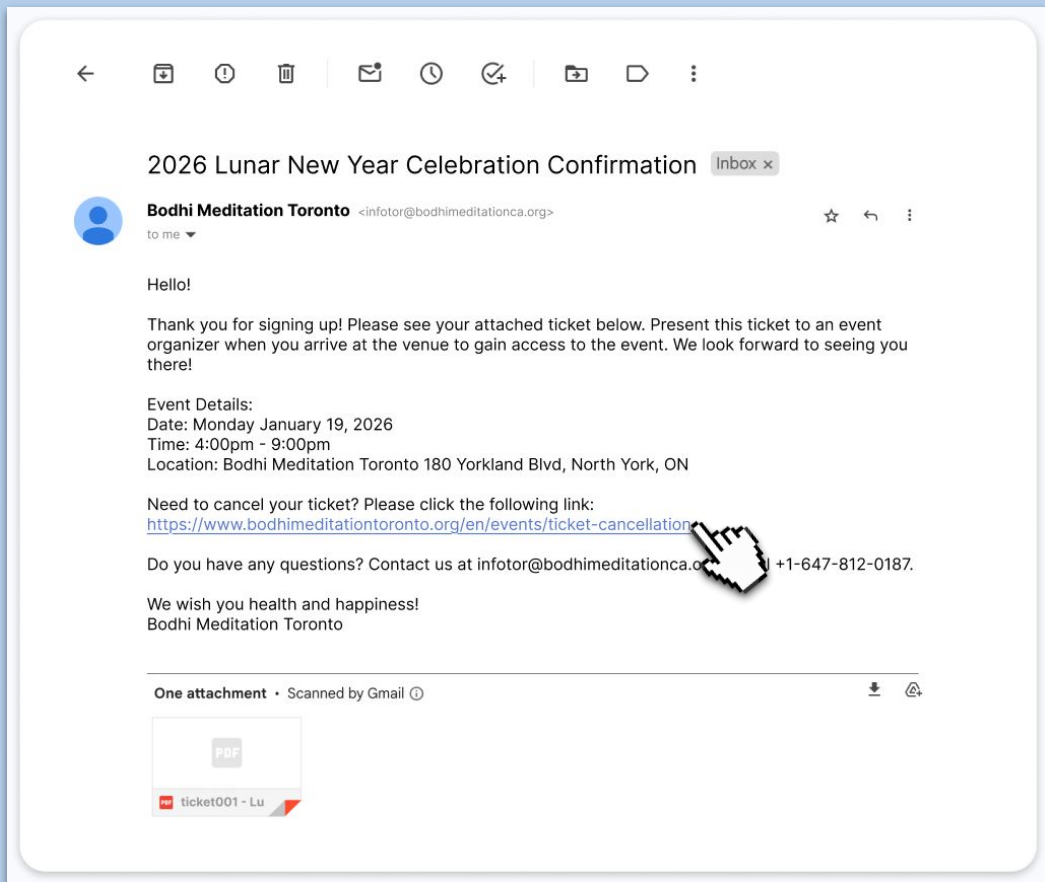 2026 Lunar New Year Celebration Confirmation Inbox ×
Bodhi Meditation Toronto <infotor@bodhimeditationca.org>
to me
Hello!
Thank you for signing up! Please see your attached ticket below. Present this ticket to an event
organizer when you arrive at the venue to gain access to the event. We look forward to seeing you
there!
Event Details:
Date: Monday January 19, 2026
Time: 4:00pm - 9:00pm
Location: Bodhi Meditation Toronto 180 Yorkland Blvd, North York, ON
Need to cancel your ticket? Please click the following link:
https://www.bodhimeditationtoronto.org/en/events/ticket-cancellation
Do you have any questions? Contact us at infotor@bodhimeditationca.o +1-647-812-0187.
We wish you health and happiness!
Bodhi Meditation Toronto
One attachment • Scanned by Gmail
PDF
PDF ticket001 - Lu